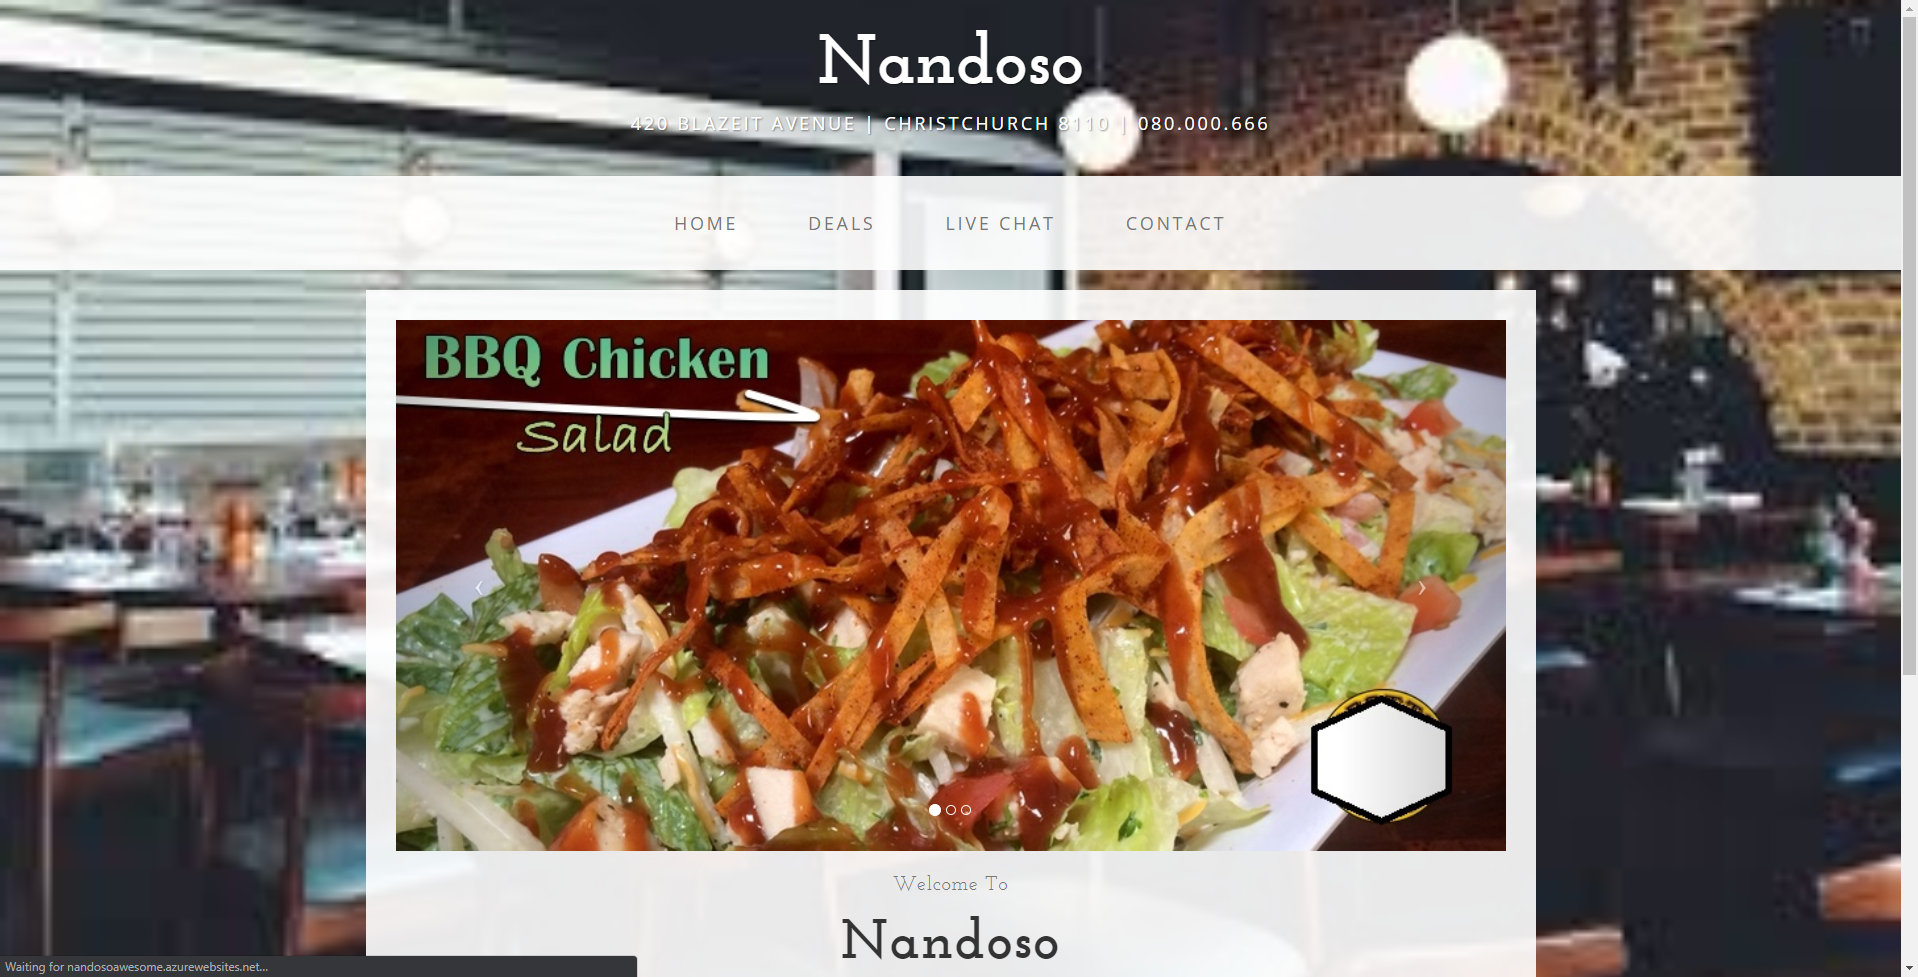 Nandoso
420 BLAZEIT AVENUE | CHRISTCHURCH 8110 | 080.000.666
HOME DEALS LIVE CHAT CONTACT
BBQ Chicken
Salad
Welcome To
Nandoso
Waiting for nandosoawesome.azurewebsites.net...